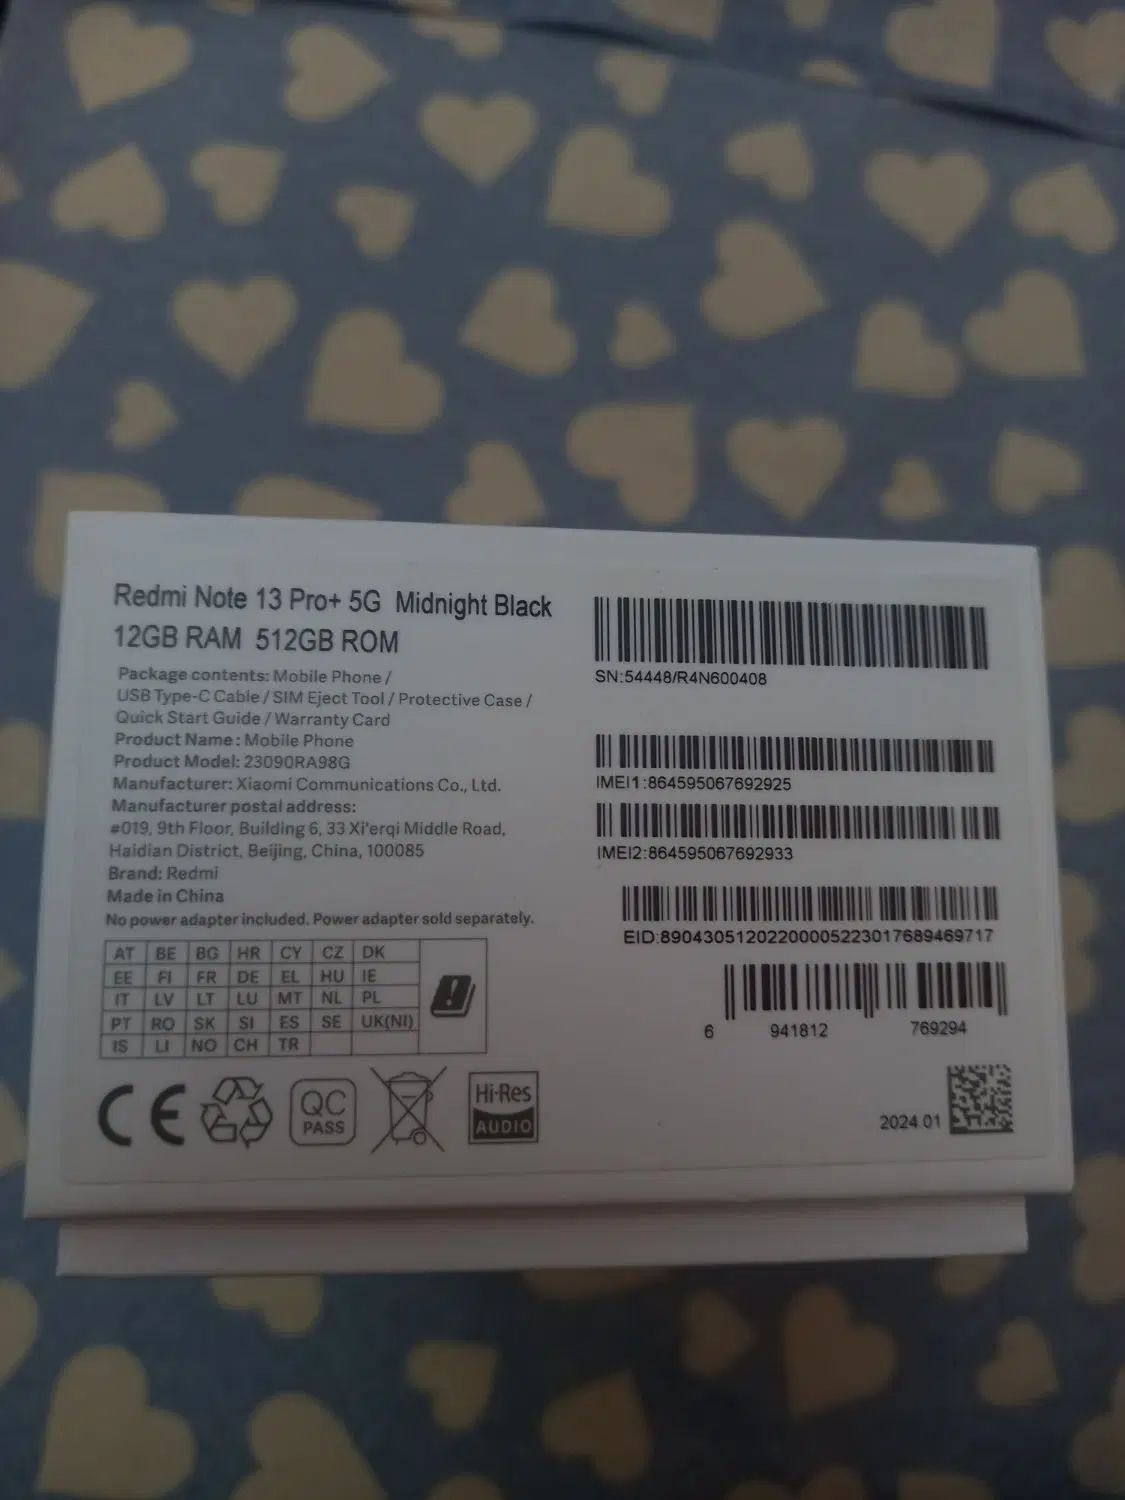 Redmi Note 13 Pro+ 5G Midnight Black
12GB RAM 512GB ROM
Package contents: Mobile Phone /
USB Type-C Cable / SIM Eject Tool / Protective Case /
Quick Start Guide / Warranty Card
Product Name: Mobile Phone
Product Model: 23090RA98G
Manufacturer: Xiaomi Communications Co., Ltd.
Manufacturer postal address:
#019, 9th Floor, Building 6, 33 Xi'erqi Middle Road,
Haidian District, Beijing, China, 100085
Brand: Redmi
Made in China
No power adapter included. Power adapter sold separately.
AT BE BG HR CY CZ DK
EE FI FR DE EL HU IE
IT LV LT LU MT NL PL
PT RO SK SI ES SE UK(NI)
IS LI NO CH TR
CE
QC
PASS
Hi-Res
AUDIO
SN:54448/R4N600408
IMEI1:864595067692925
IMEI2:864595067692933
EID:89043051202200005223017689469717
6 941812 769294
2024.01